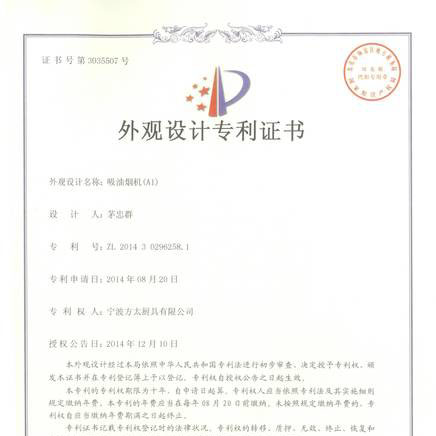 证书号第3035507号
外观设计专利证书
外观设计名称：吸油烟机(A1)
设 计 人：茅忠群
专 利 号：ZL 2014 3 0296258.1
专利申请日：2014年08月20日
专 利 权 人：宁波方太厨具有限公司
授权公告日：2014年12月10日
本外观设计经过本局依照中华人民共和国专利法进行初步审查，决定授予专利权，颁
发本证书并在专利登记簿上予以登记。专利权自授权公告之日起生效。
本专利的专利权期限为十年，自申请日起算。专利权人应当依照专利法及其实施细则
规定缴纳年费。本专利的年费应当在每年08月20日前缴纳。未按照规定缴纳年费的，专
利权自应当缴纳年费期满之日起终止。
专利证书记载专利权登记时的法律状况。专利权的转移、质押、无效、终止、恢复和